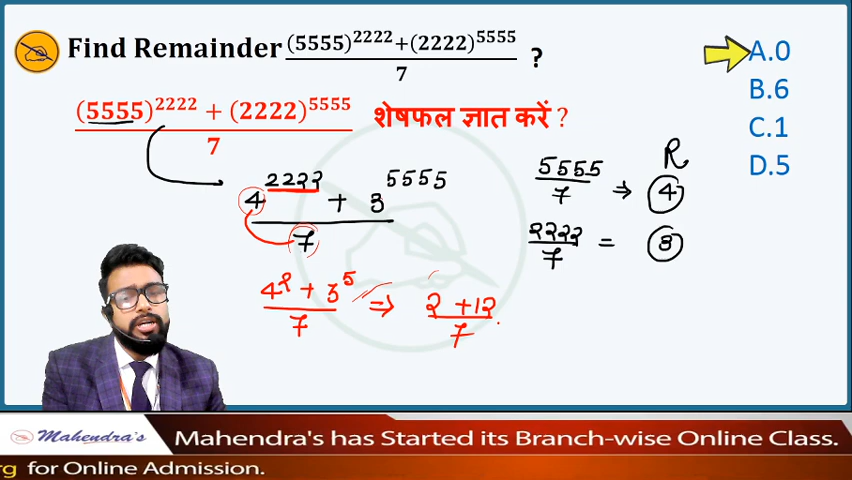 Find Remainder (5555)^2222+(2222)^5555 / 7 ?
A.0
B.6
C.1
D.5
(5555)^2222 + (2222)^5555 / 7 शेषफल ज्ञात करें ?
4^2222 + 3^5555 / 7
R
5555/7 ⇒ 4
2222/7 = 3
4^2 + 3^5 / 7 ⇒ 2 +12 / 7
Mahendra's
Mahendra's has Started its Branch-wise Online Class.
rg for Online Admission.